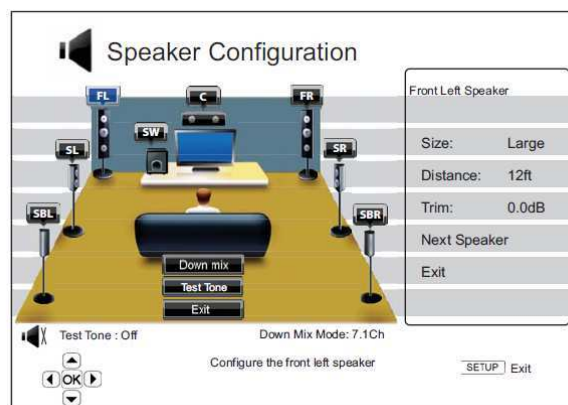 Speaker Configuration
FL
C
FR
SW
SL
SR
SBL
SBR
Down mix
Test Tone
Exit
Front Left Speaker
Size: Large
Distance: 12ft
Trim: 0.0dB
Next Speaker
Exit
Test Tone : Off
Down Mix Mode: 7.1Ch
OK
Configure the front left speaker
SETUP Exit